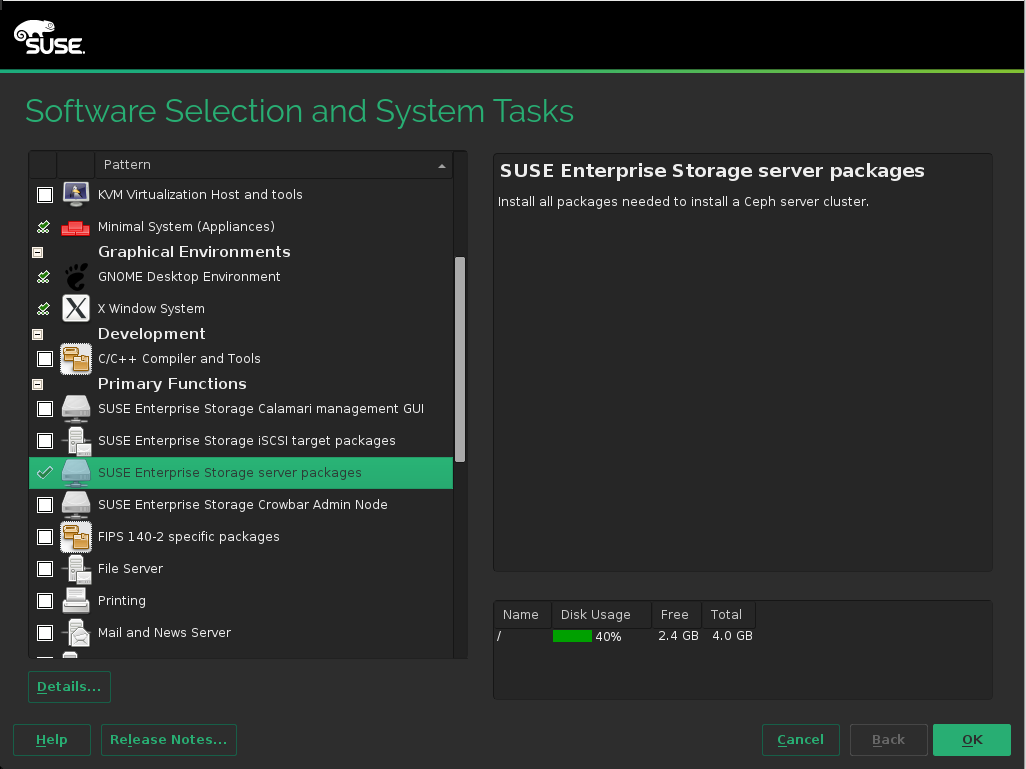 SUSE
Software Selection and System Tasks
Pattern
KVM Virtualization Host and tools
Minimal System (Appliances)
Graphical Environments
GNOME Desktop Environment
X Window System
Development
C/C++ Compiler and Tools
Primary Functions
SUSE Enterprise Storage Calamari management GUI
SUSE Enterprise Storage iSCSI target packages
SUSE Enterprise Storage server packages
SUSE Enterprise Storage Crowbar Admin Node
FIPS 140-2 specific packages
File Server
Printing
Mail and News Server
Details...
SUSE Enterprise Storage server packages
Install all packages needed to install a Ceph server cluster.
Name Disk Usage Free Total
/ 40% 2.4 GB 4.0 GB
Help Release Notes... Cancel Back OK